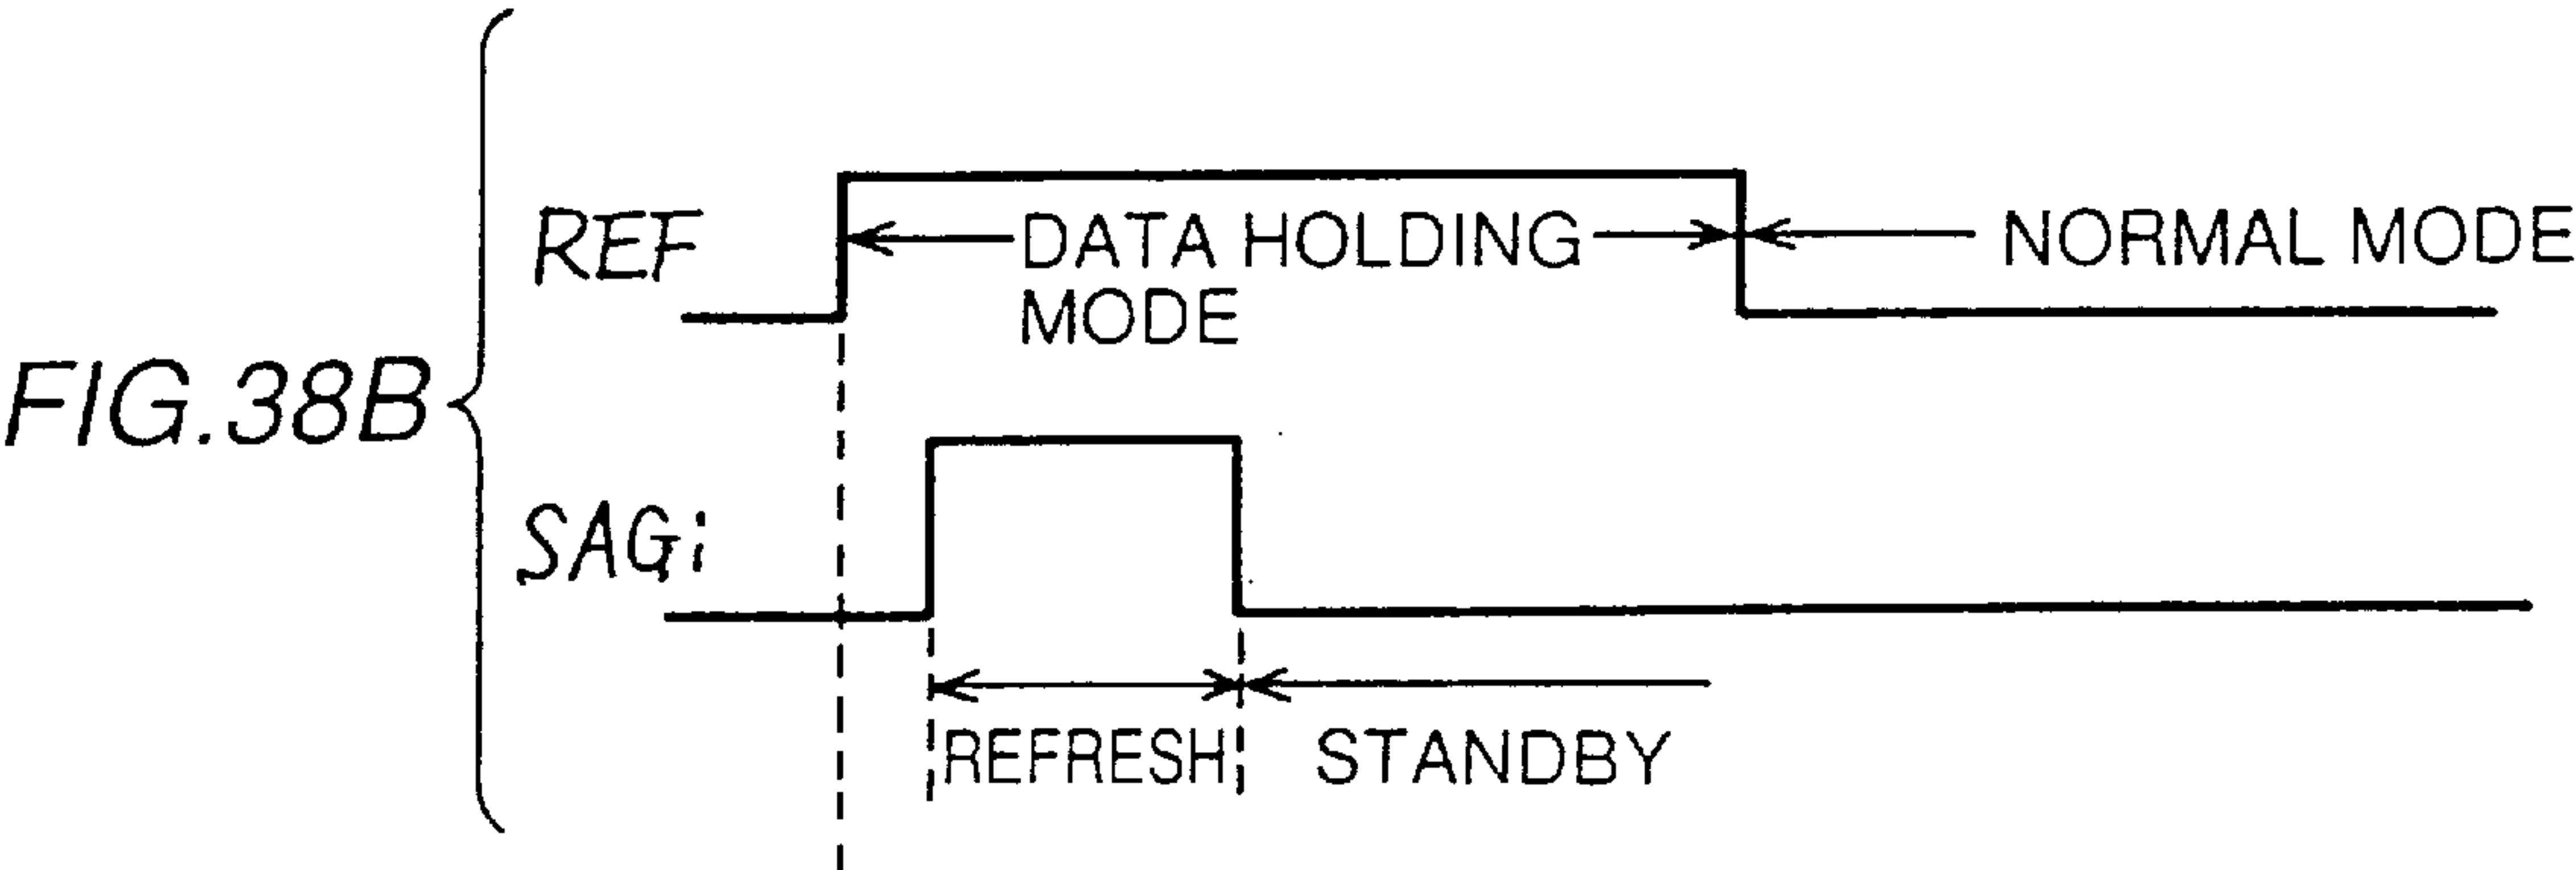 FIG.38B
REF
DATA HOLDING
MODE
NORMAL MODE
SAGi
REFRESH
STANDBY